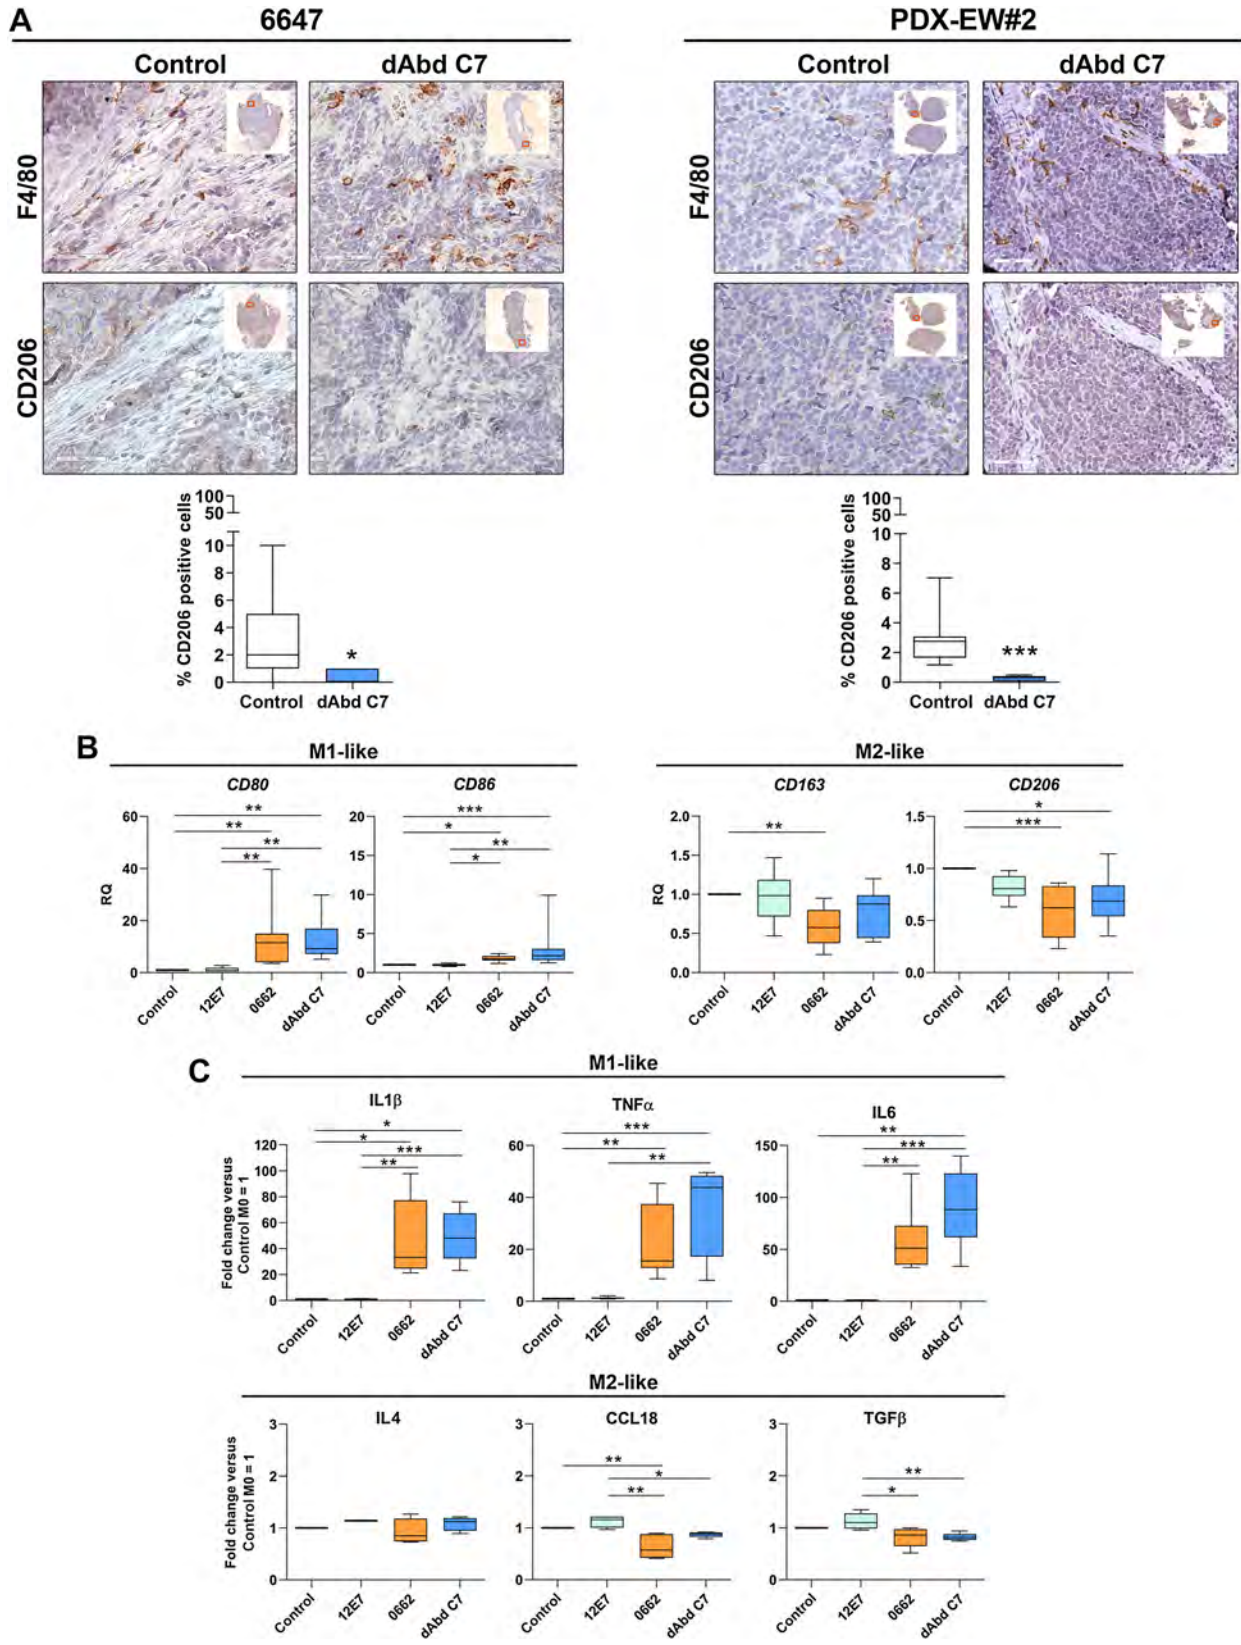 A
6647
PDX-EW#2
Control
dAbd C7
Control
dAbd C7
F4/80
F4/80
CD206
CD206
% CD206 positive cells
100
50
10
8
6
4
2
0
*
Control
dAbd C7
% CD206 positive cells
100
50
10
8
6
4
2
0
***
Control
dAbd C7
B
M1-like
M2-like
CD80
RQ
60
40
20
0
**
**
**
**
Control
12E7
0662
dAbd C7
CD86
15
10
5
0
***
*
**
*
Control
12E7
0662
dAbd C7
CD163
RQ
2.0
1.5
1.0
0.5
0.0
**
Control
12E7
0662
dAbd C7
CD206
1.5
1.0
0.5
0.0
*
***
Control
12E7
0662
dAbd C7
C
M1-like
IL1β
Fold change versus
Control M0 = 1
120
100
80
60
40
20
0
*
*
***
**
Control
12E7
0662
dAbd C7
TNFα
60
40
20
0
***
**
**
Control
12E7
0662
dAbd C7
IL6
150
100
50
0
**
***
**
Control
12E7
0662
dAbd C7
M2-like
IL4
Fold change versus
Control M0 = 1
3
2
1
0
Control
12E7
0662
dAbd C7
CCL18
3
2
1
0
**
*
**
Control
12E7
0662
dAbd C7
TGFβ
3
2
1
0
**
*
Control
12E7
0662
dAbd C7